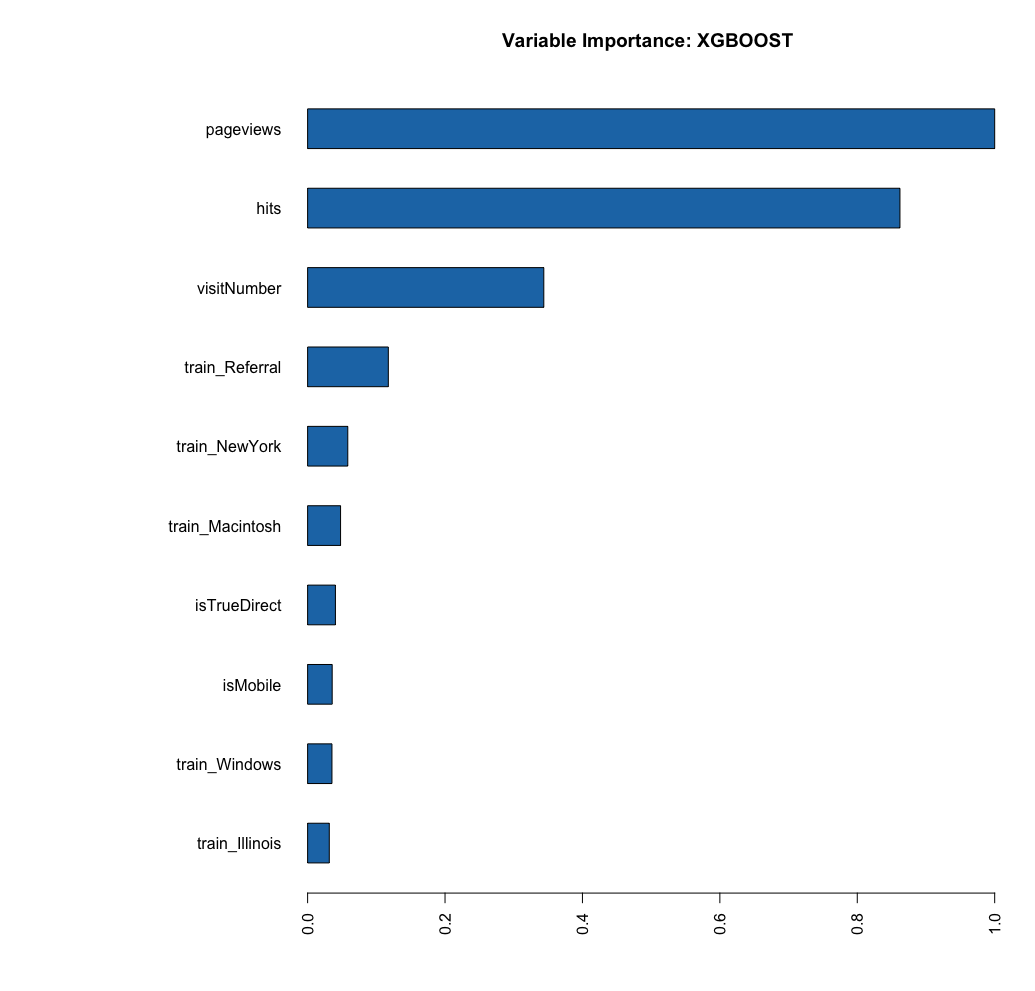 Variable Importance: XGBOOST
pageviews
hits
visitNumber
train_Referral
train_NewYork
train_Macintosh
isTrueDirect
isMobile
train_Windows
train_Illinois
0.0 0.2 0.4 0.6 0.8 1.0